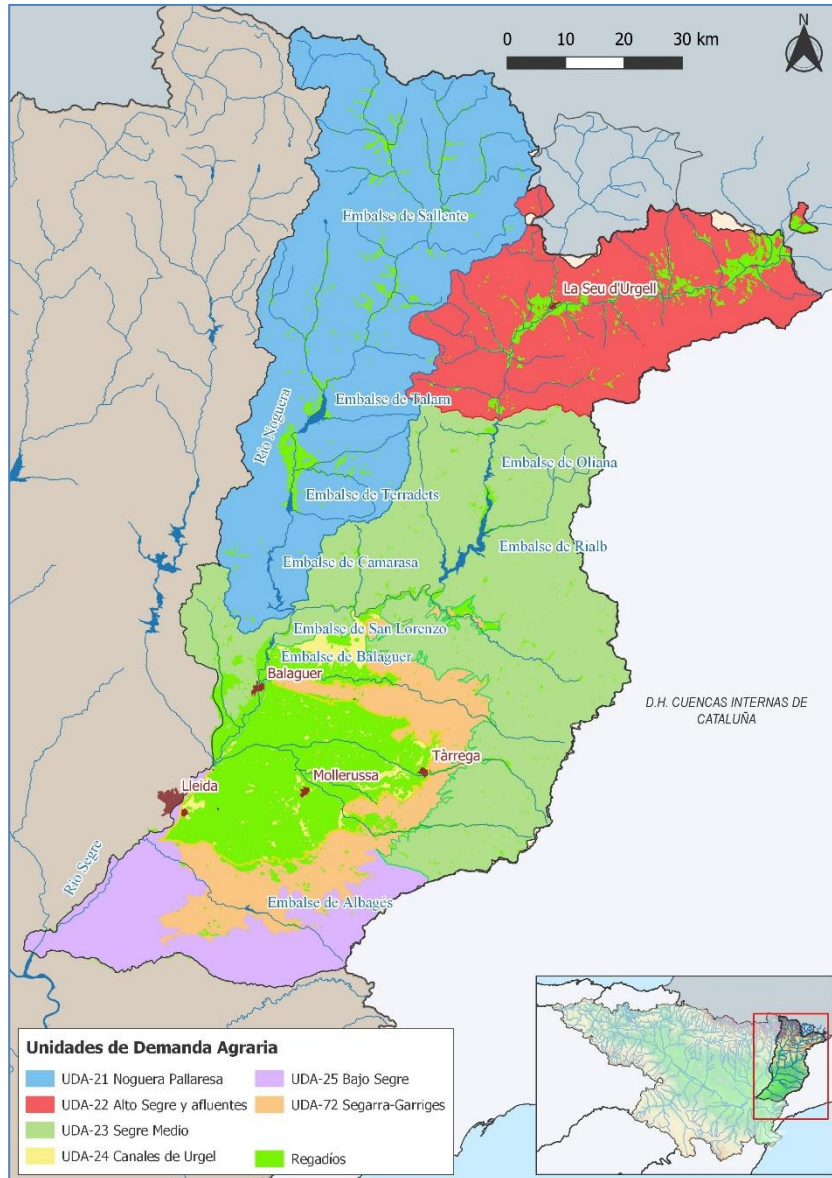 N
0 10 20 30 km
Embalse de Sallente
La Seu d'Urgell
Río Noguera
Embalse de Talarn
Embalse de Oliana
Embalse de Terradets
Embalse de Rialb
Embalse de Camarasa
Embalse de San Lorenzo
Embalse de Balaguer
Balaguer
D.H. CUENCAS INTERNAS DE
CATALUÑA
Tàrrega
Mollerussa
Lleida
Río Segre
Embalse de Albagés
Unidades de Demanda Agraria
UDA-21 Noguera Pallaresa
UDA-22 Alto Segre y afluentes
UDA-23 Segre Medio
UDA-24 Canales de Urgel
UDA-25 Bajo Segre
UDA-72 Segarra-Garriges
Regadíos